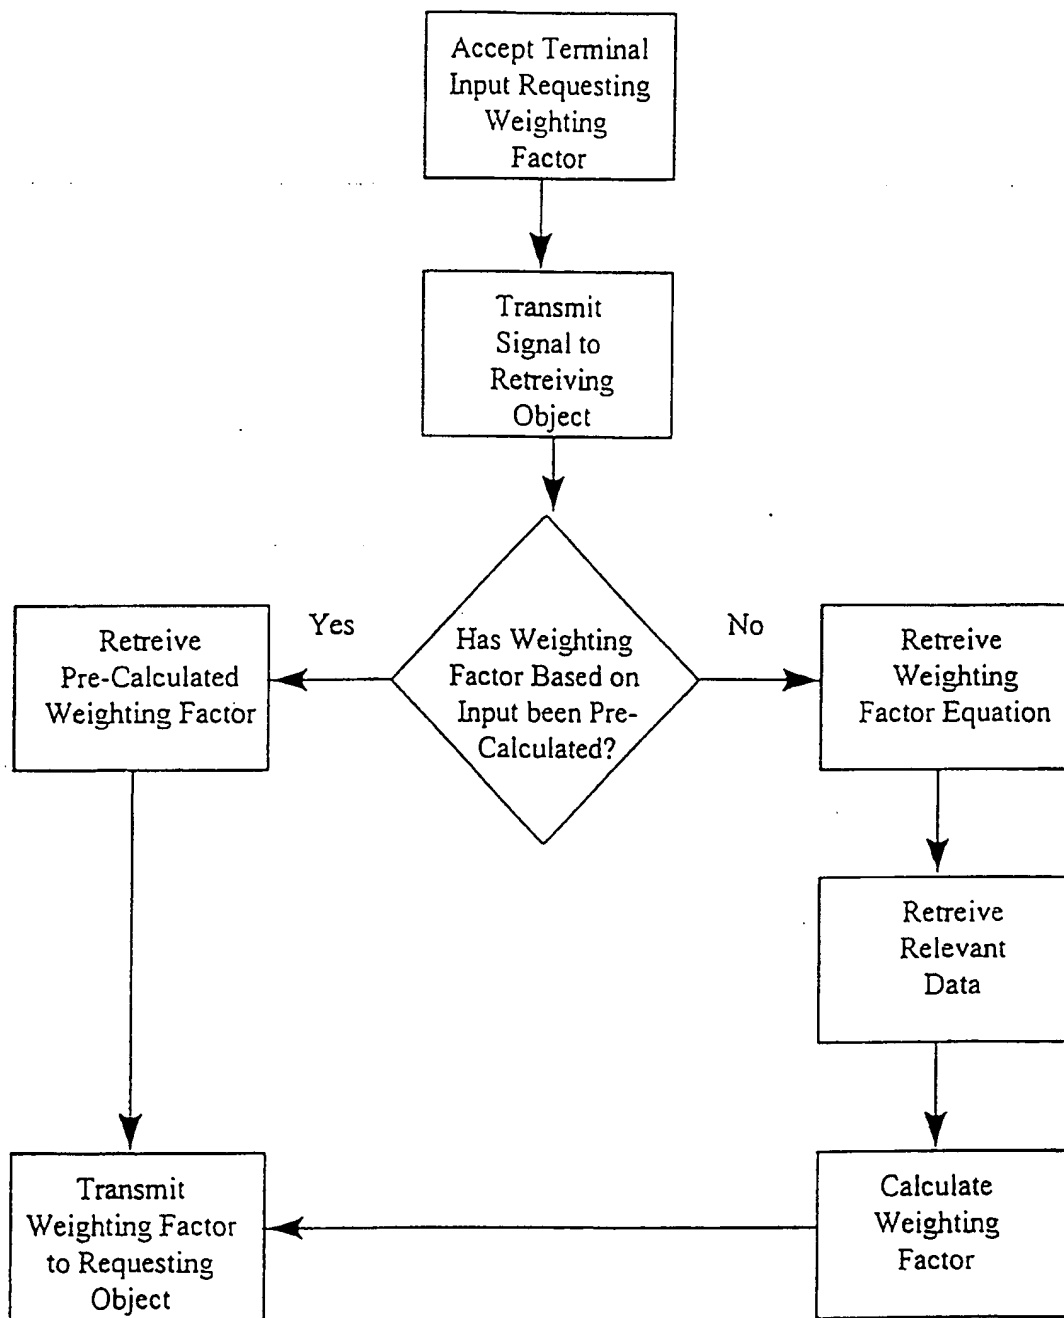 Accept Terminal
Input Requesting
Weighting
Factor
Transmit
Signal to
Retreiving
Object
Has Weighting
Factor Based on
Input been Pre-
Calculated?
Yes
No
Retreive
Pre-Calculated
Weighting Factor
Retreive
Weighting
Factor Equation
Retreive
Relevant
Data
Calculate
Weighting
Factor
Transmit
Weighting Factor
to Requesting
Object